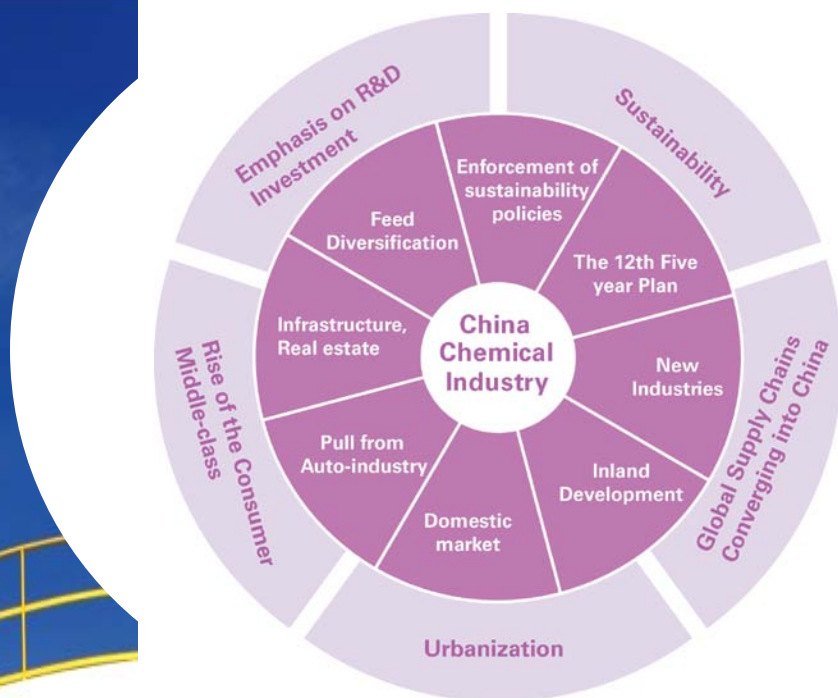 Emphasis on R&D
Investment
Sustainability
Global Supply Chains
Converging into China
Urbanization
Rise of the Consumer
Middle-class
Enforcement of
sustainability
policies
The 12th Five
year Plan
New
Industries
Inland
Development
Domestic
market
Pull from
Auto-industry
Infrastructure,
Real estate
Feed
Diversification
China
Chemical
Industry